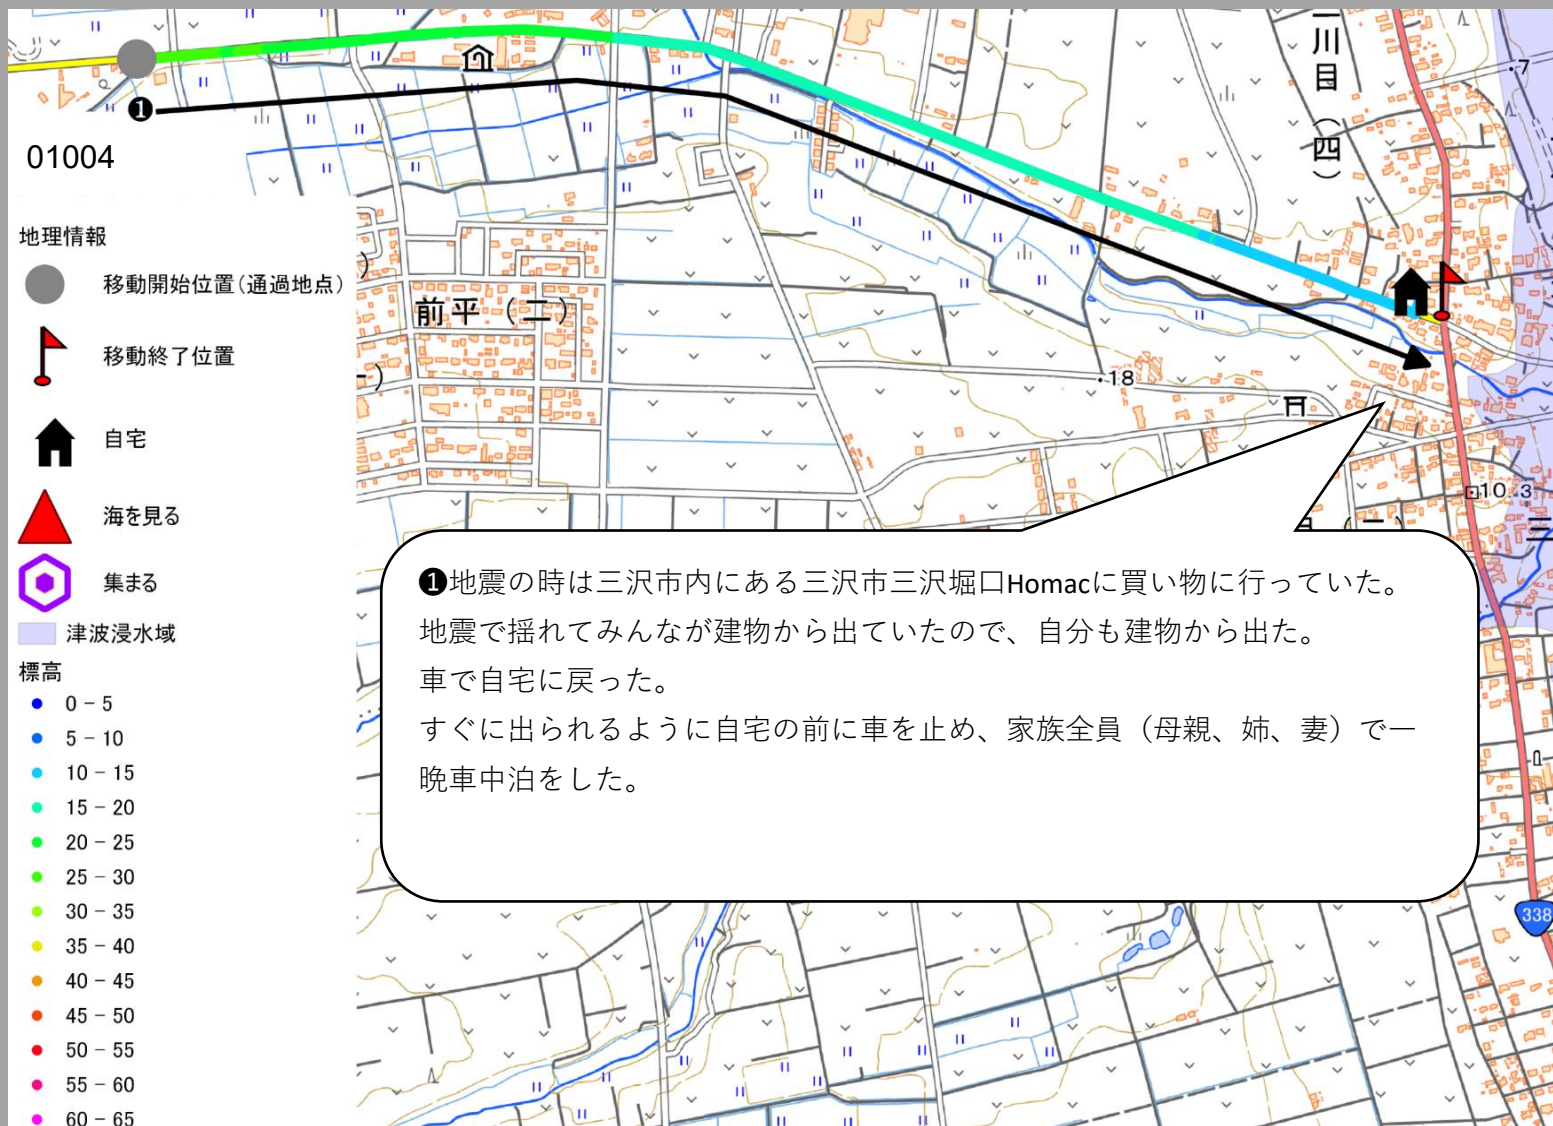 ❶
01004
地理情報
移動開始位置(通過地点)
移動終了位置
自宅
海を見る
集まる
津波浸水域
標高
0 - 5
5 - 10
10 - 15
15 - 20
20 - 25
25 - 30
30 - 35
35 - 40
40 - 45
45 - 50
50 - 55
55 - 60
60 - 65
前平（二）
川目（四）
・7
・18
10.3
三
338
❶地震の時は三沢市内にある三沢市三沢堀口Homacに買い物に行っていた。
地震で揺れてみんなが建物から出ていたので、自分も建物から出た。
車で自宅に戻った。
すぐに出られるように自宅の前に車を止め、家族全員（母親、姉、妻）で一
晩車中泊をした。